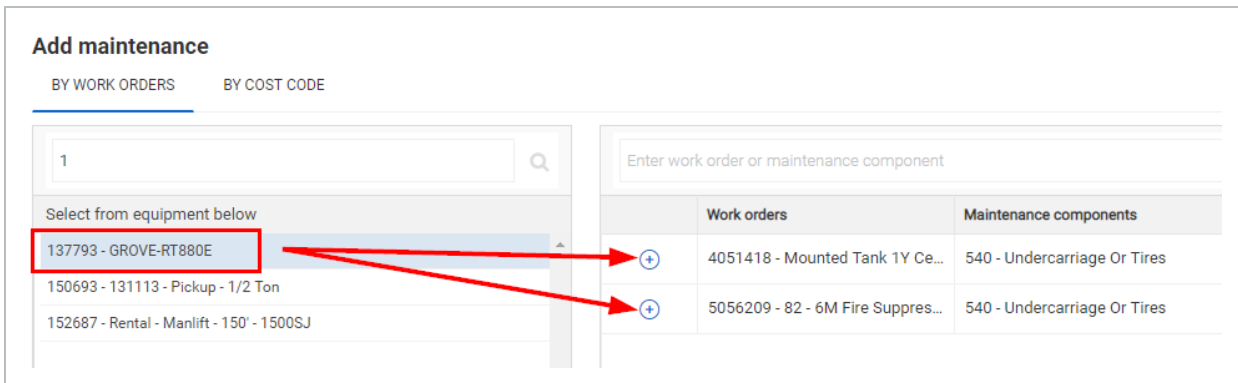 Add maintenance
BY WORK ORDERS BY COST CODE
1
Enter work order or maintenance component
Select from equipment below
Work orders Maintenance components
137793 - GROVE-RT880E
4051418 - Mounted Tank 1Y Ce... 540 - Undercarriage Or Tires
150693 - 131113 - Pickup - 1/2 Ton
5056209 - 82 - 6M Fire Suppres... 540 - Undercarriage Or Tires
152687 - Rental - Manlift - 150' - 1500SJ